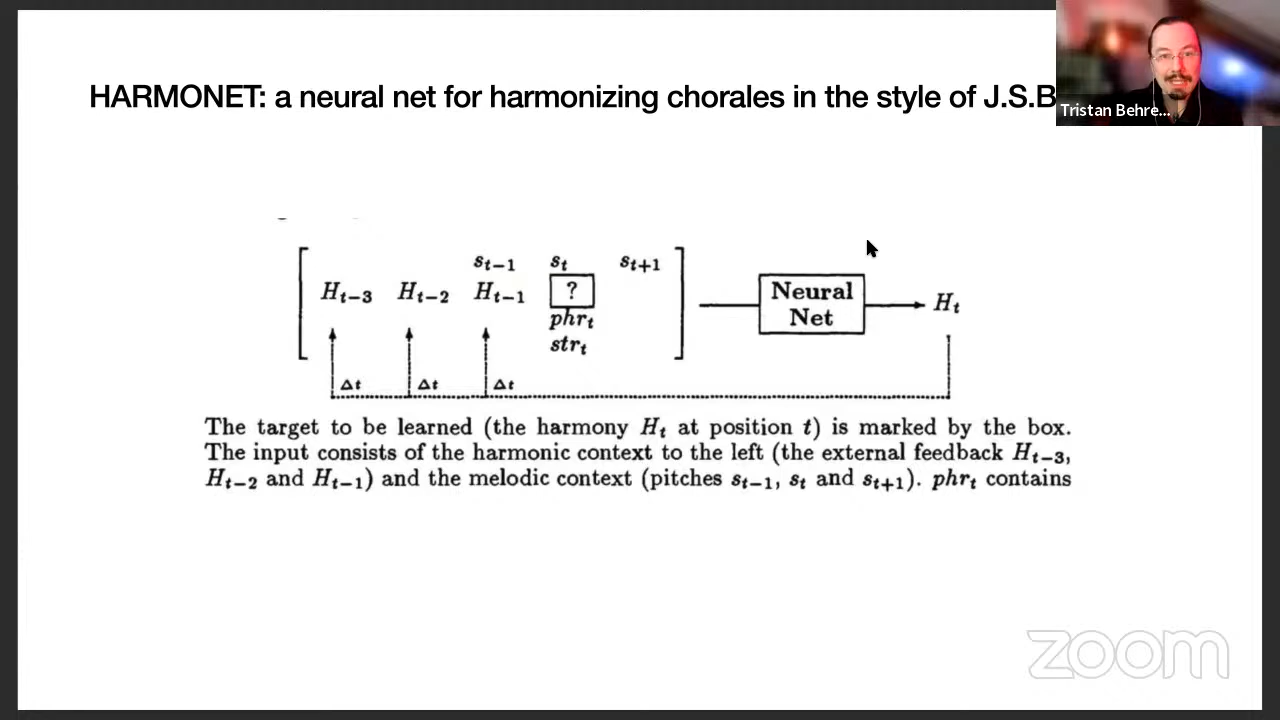 HARMONET: a neural net for harmonizing chorales in the style of J.S.B
Tristan Behre...
s_{t-1} s_t s_{t+1}
H_{t-3} H_{t-2} H_{t-1} ? Neural Net H_t
phr_t
str_t
Δt Δt Δt
The target to be learned (the harmony H_t at position t) is marked by the box.
The input consists of the harmonic context to the left (the external feedback H_{t-3},
H_{t-2} and H_{t-1}) and the melodic context (pitches s_{t-1}, s_t and s_{t+1}). phr_t contains
zoom